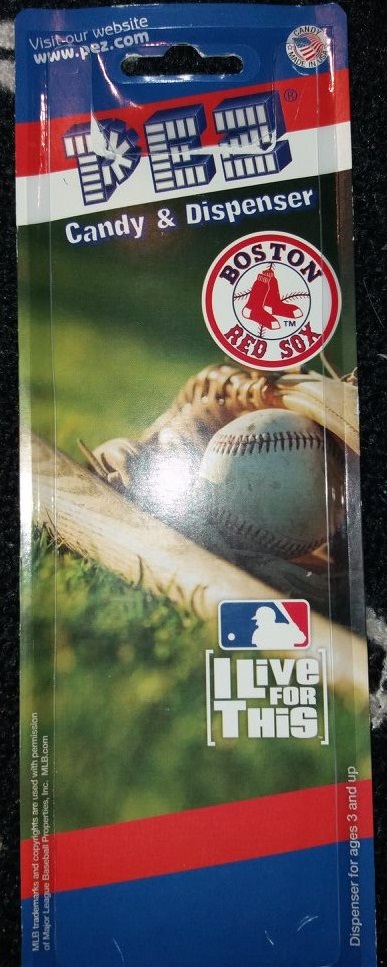 Visit our website
www.pez.com
CANDY
MADE IN USA
PEZ®
Candy & Dispenser
BOSTON
RED SOX
TM
[I Live
FOR
THiS]
MLB trademarks and copyrights are used with permission
of Major League Baseball Properties, Inc. MLB.com
Dispenser for ages 3 and up